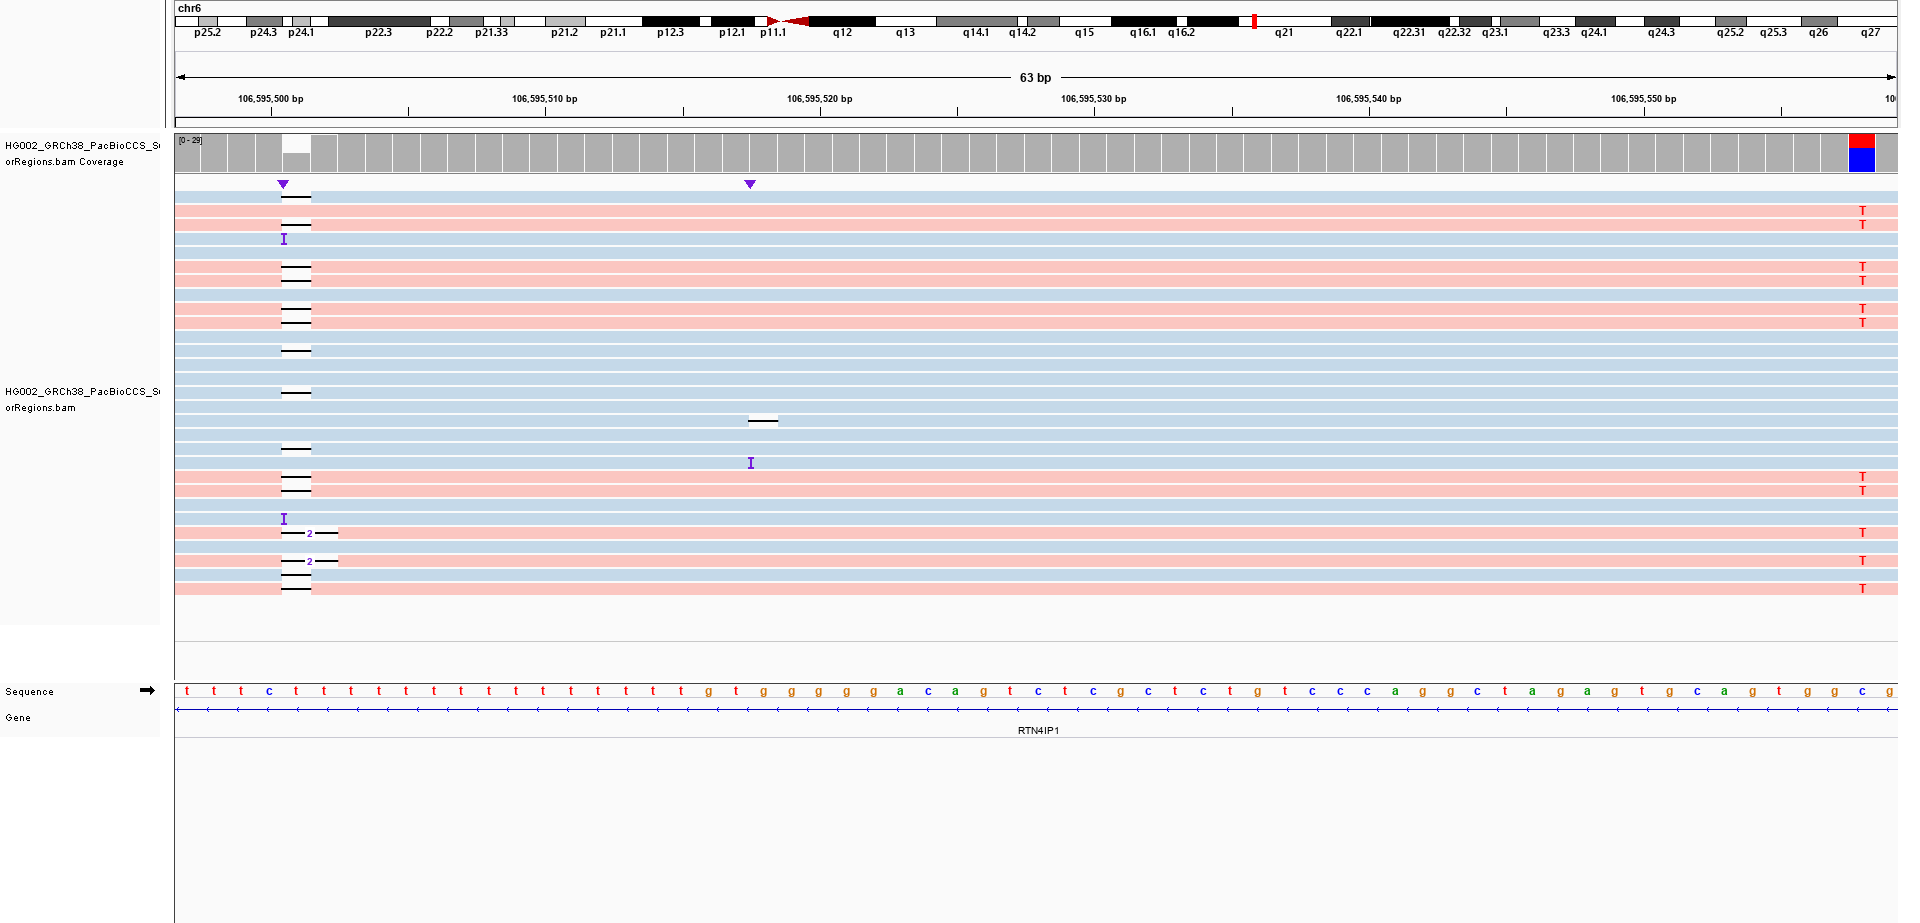 chr6
p25.2 p24.3 p24.1 p22.3 p22.2 p21.33 p21.2 p21.1 p12.3 p12.1 p11.1 q12 q13 q14.1 q14.2 q15 q16.1 q16.2 q21 q22.1 q22.31 q22.32 q23.1 q23.3 q24.1 q24.3 q25.2 q25.3 q26 q27
63 bp
106,595,500 bp 106,595,510 bp 106,595,520 bp 106,595,530 bp 106,595,540 bp 106,595,550 bp 10
HG002_GRCh38_PacBioCCS_S
orRegions.bam Coverage
[0 - 29]
T
T
I
T
T
T
T
HG002_GRCh38_PacBioCCS_S
orRegions.bam
I
T
T
I
2 T
2 T
T
Sequence t t t c t t t t t t t t t t t t t t t g t g g g g g a c a g t c t c g c t c t g t c c c a g g c t a g a g t g c a g t g g c g
Gene
RTN4IP1